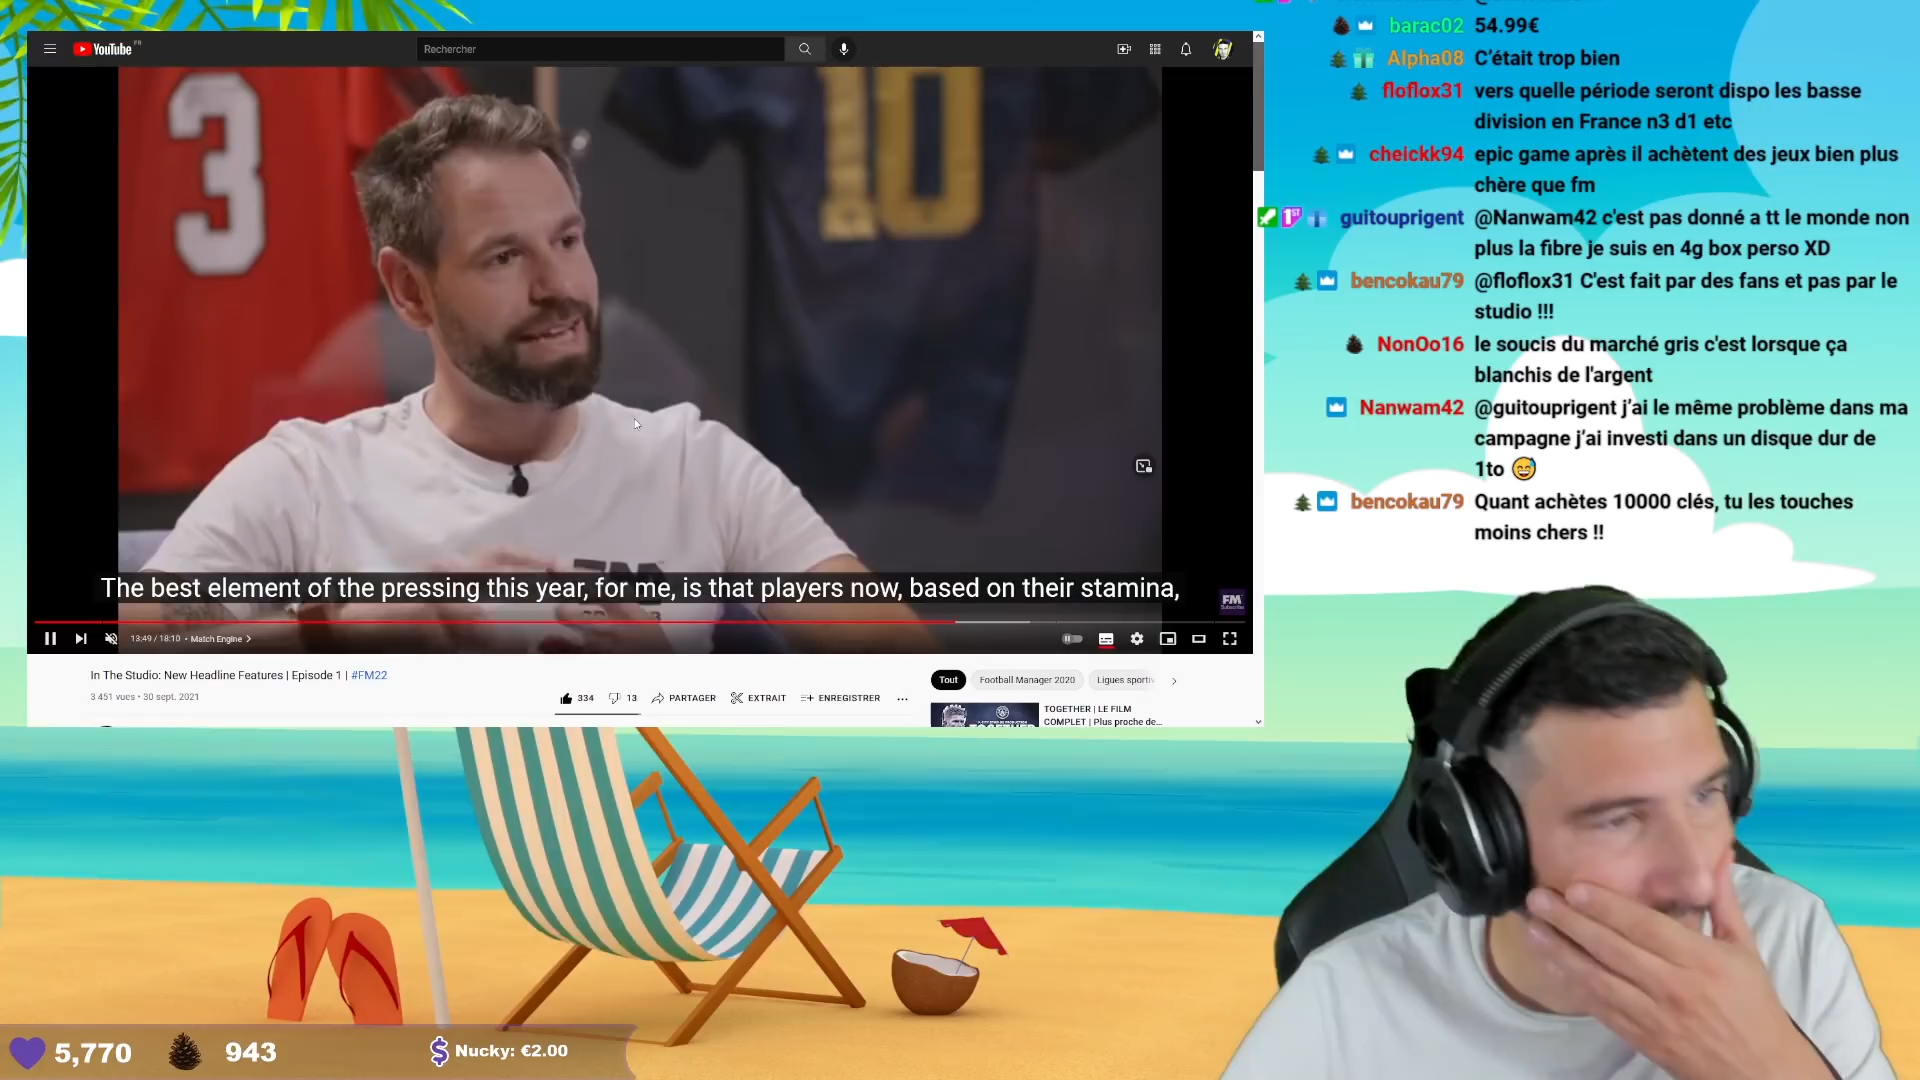 YouTube FR
Rechercher
3
10
The best element of the pressing this year, for me, is that players now, based on their stamina,
FM
Subscribe
13:49 / 18:10 • Match Engine
In The Studio: New Headline Features | Episode 1 | #FM22
3 451 vues • 30 sept. 2021
334
13
PARTAGER
EXTRAIT
ENREGISTRER
Tout
Football Manager 2020
Ligues sporti
TOGETHER | LE FILM
COMPLET | Plus proche de...
TOGETHER
barac02 54.99€
Alpha08 C'était trop bien
floflox31 vers quelle période seront dispo les basse
division en France n3 d1 etc
cheickk94 epic game après il achètent des jeux bien plus
chère que fm
1ST
guitouprigent @Nanwam42 c'est pas donné a tt le monde non
plus la fibre je suis en 4g box perso XD
bencokau79 @floflox31 C'est fait par des fans et pas par le
studio !!!
NonOo16 le soucis du marché gris c'est lorsque ça
blanchis de l'argent
Nanwam42 @guitouprigent j'ai le même problème dans ma
campagne j'ai investi dans un disque dur de
1to 😅
bencokau79 Quant achètes 10000 clés, tu les touches
moins chers !!
5,770
943
$ Nucky: €2.00